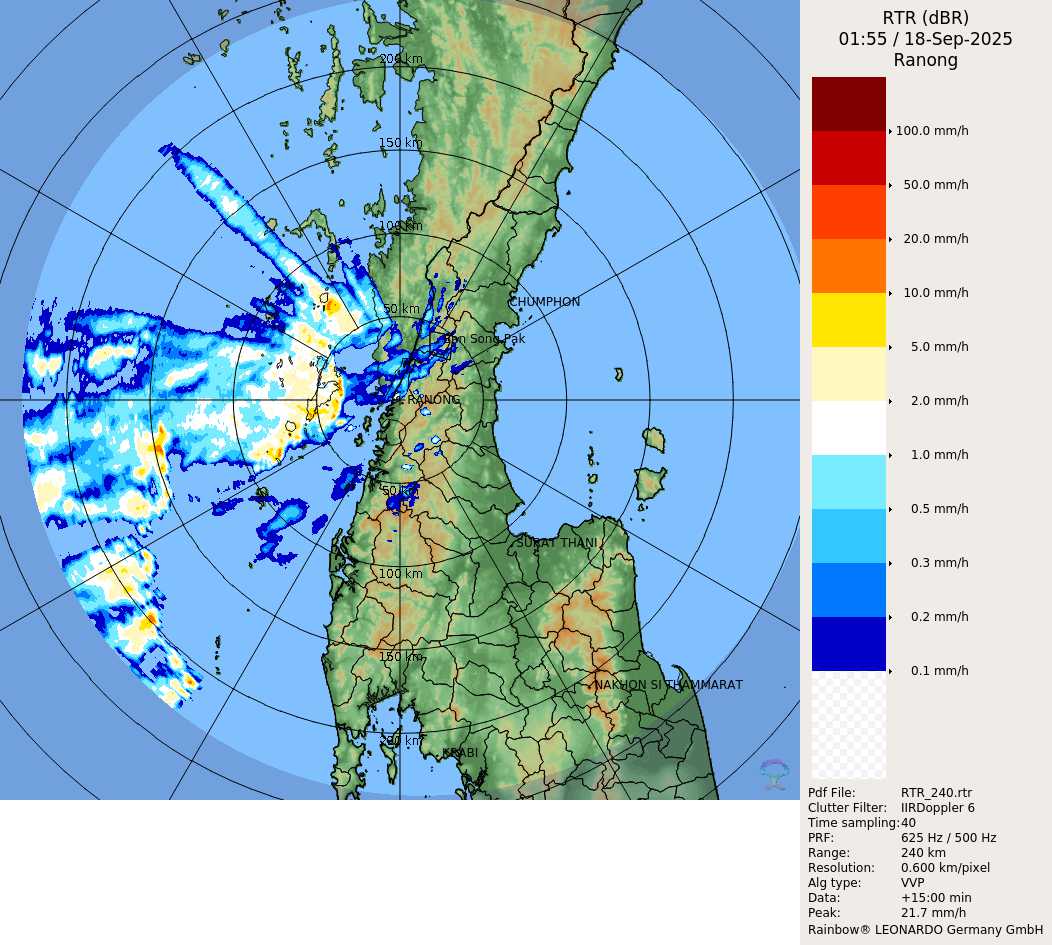 RTR (dBR)
01:55 / 18-Sep-2025
Ranong
200 km
150 km
100 km
50 km
CHUMPHON
Ban Song Pak
RANONG
50 km
SURAT THANI
100 km
150 km
NAKHON SI THAMMARAT
200 km
KRABI
100.0 mm/h
50.0 mm/h
20.0 mm/h
10.0 mm/h
5.0 mm/h
2.0 mm/h
1.0 mm/h
0.5 mm/h
0.3 mm/h
0.2 mm/h
0.1 mm/h
Pdf File: RTR_240.rtr
Clutter Filter: IIRDoppler 6
Time sampling:40
PRF: 625 Hz / 500 Hz
Range: 240 km
Resolution: 0.600 km/pixel
Alg type: VVP
Data: +15:00 min
Peak: 21.7 mm/h
Rainbow® LEONARDO Germany GmbH